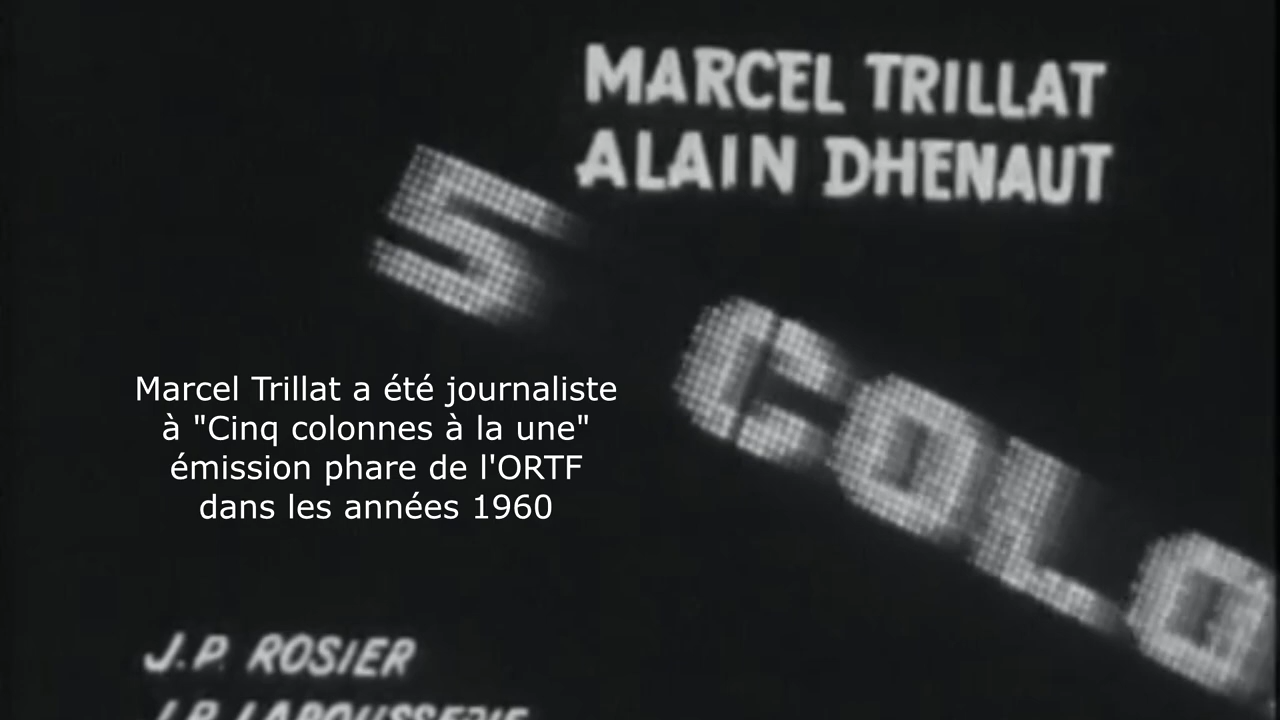 MARCEL TRILLAT
ALAIN DHENAUT
5 COLO
Marcel Trillat a été journaliste
à "Cinq colonnes à la une"
émission phare de l'ORTF
dans les années 1960
J.P. ROSIER